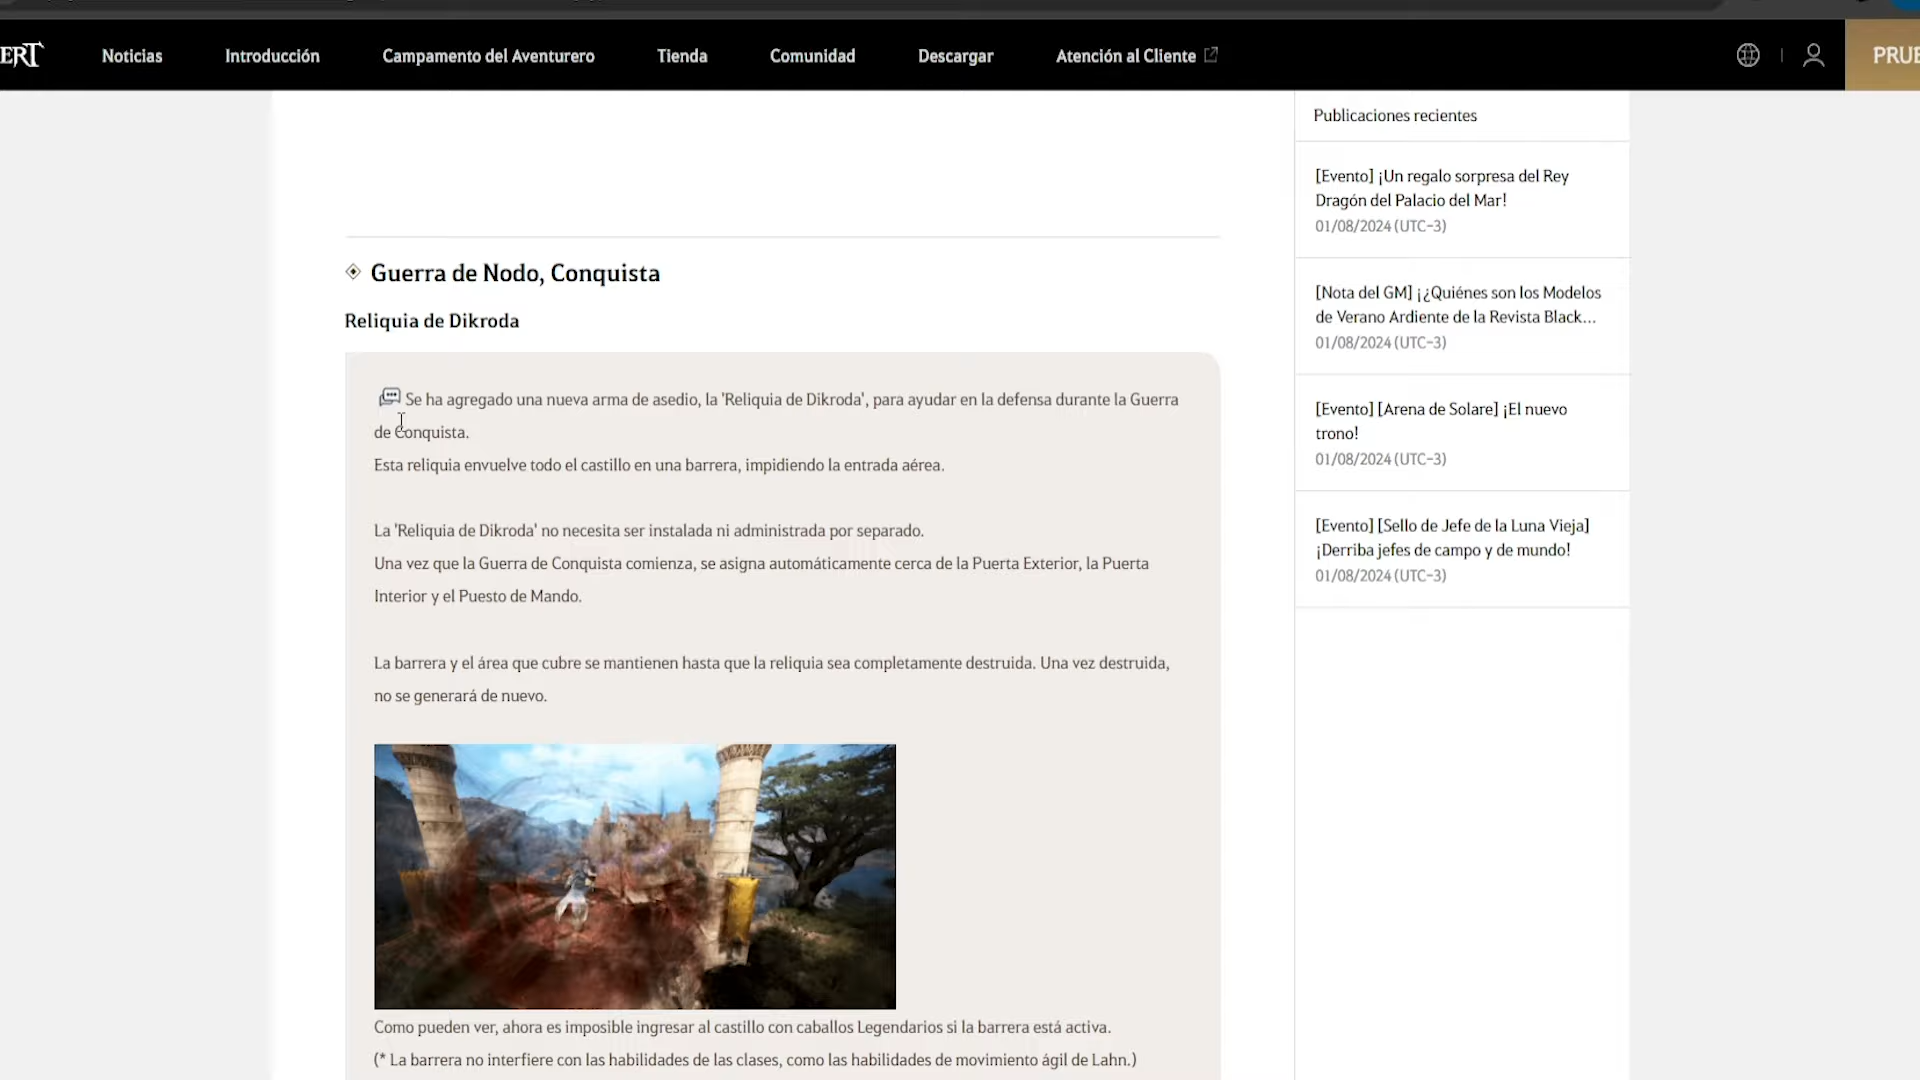 ERT
Noticias
Introducción
Campamento del Aventurero
Tienda
Comunidad
Descargar
Atención al Cliente
PRUE
Guerra de Nodo, Conquista
Reliquia de Dikroda
Se ha agregado una nueva arma de asedio, la 'Reliquia de Dikroda', para ayudar en la defensa durante la Guerra
de Conquista.
Esta reliquia envuelve todo el castillo en una barrera, impidiendo la entrada aérea.
La 'Reliquia de Dikroda' no necesita ser instalada ni administrada por separado.
Una vez que la Guerra de Conquista comienza, se asigna automáticamente cerca de la Puerta Exterior, la Puerta
Interior y el Puesto de Mando.
La barrera y el área que cubre se mantienen hasta que la reliquia sea completamente destruida. Una vez destruida,
no se generará de nuevo.
Como pueden ver, ahora es imposible ingresar al castillo con caballos Legendarios si la barrera está activa.
(* La barrera no interfiere con las habilidades de las clases, como las habilidades de movimiento ágil de Lahn.)
Publicaciones recientes
[Evento] ¡Un regalo sorpresa del Rey
Dragón del Palacio del Mar!
01/08/2024 (UTC-3)
[Nota del GM] ¡¿Quiénes son los Modelos
de Verano Ardiente de la Revista Black...
01/08/2024 (UTC-3)
[Evento] [Arena de Solare] ¡El nuevo
trono!
01/08/2024 (UTC-3)
[Evento] [Sello de Jefe de la Luna Vieja]
¡Derriba jefes de campo y de mundo!
01/08/2024 (UTC-3)